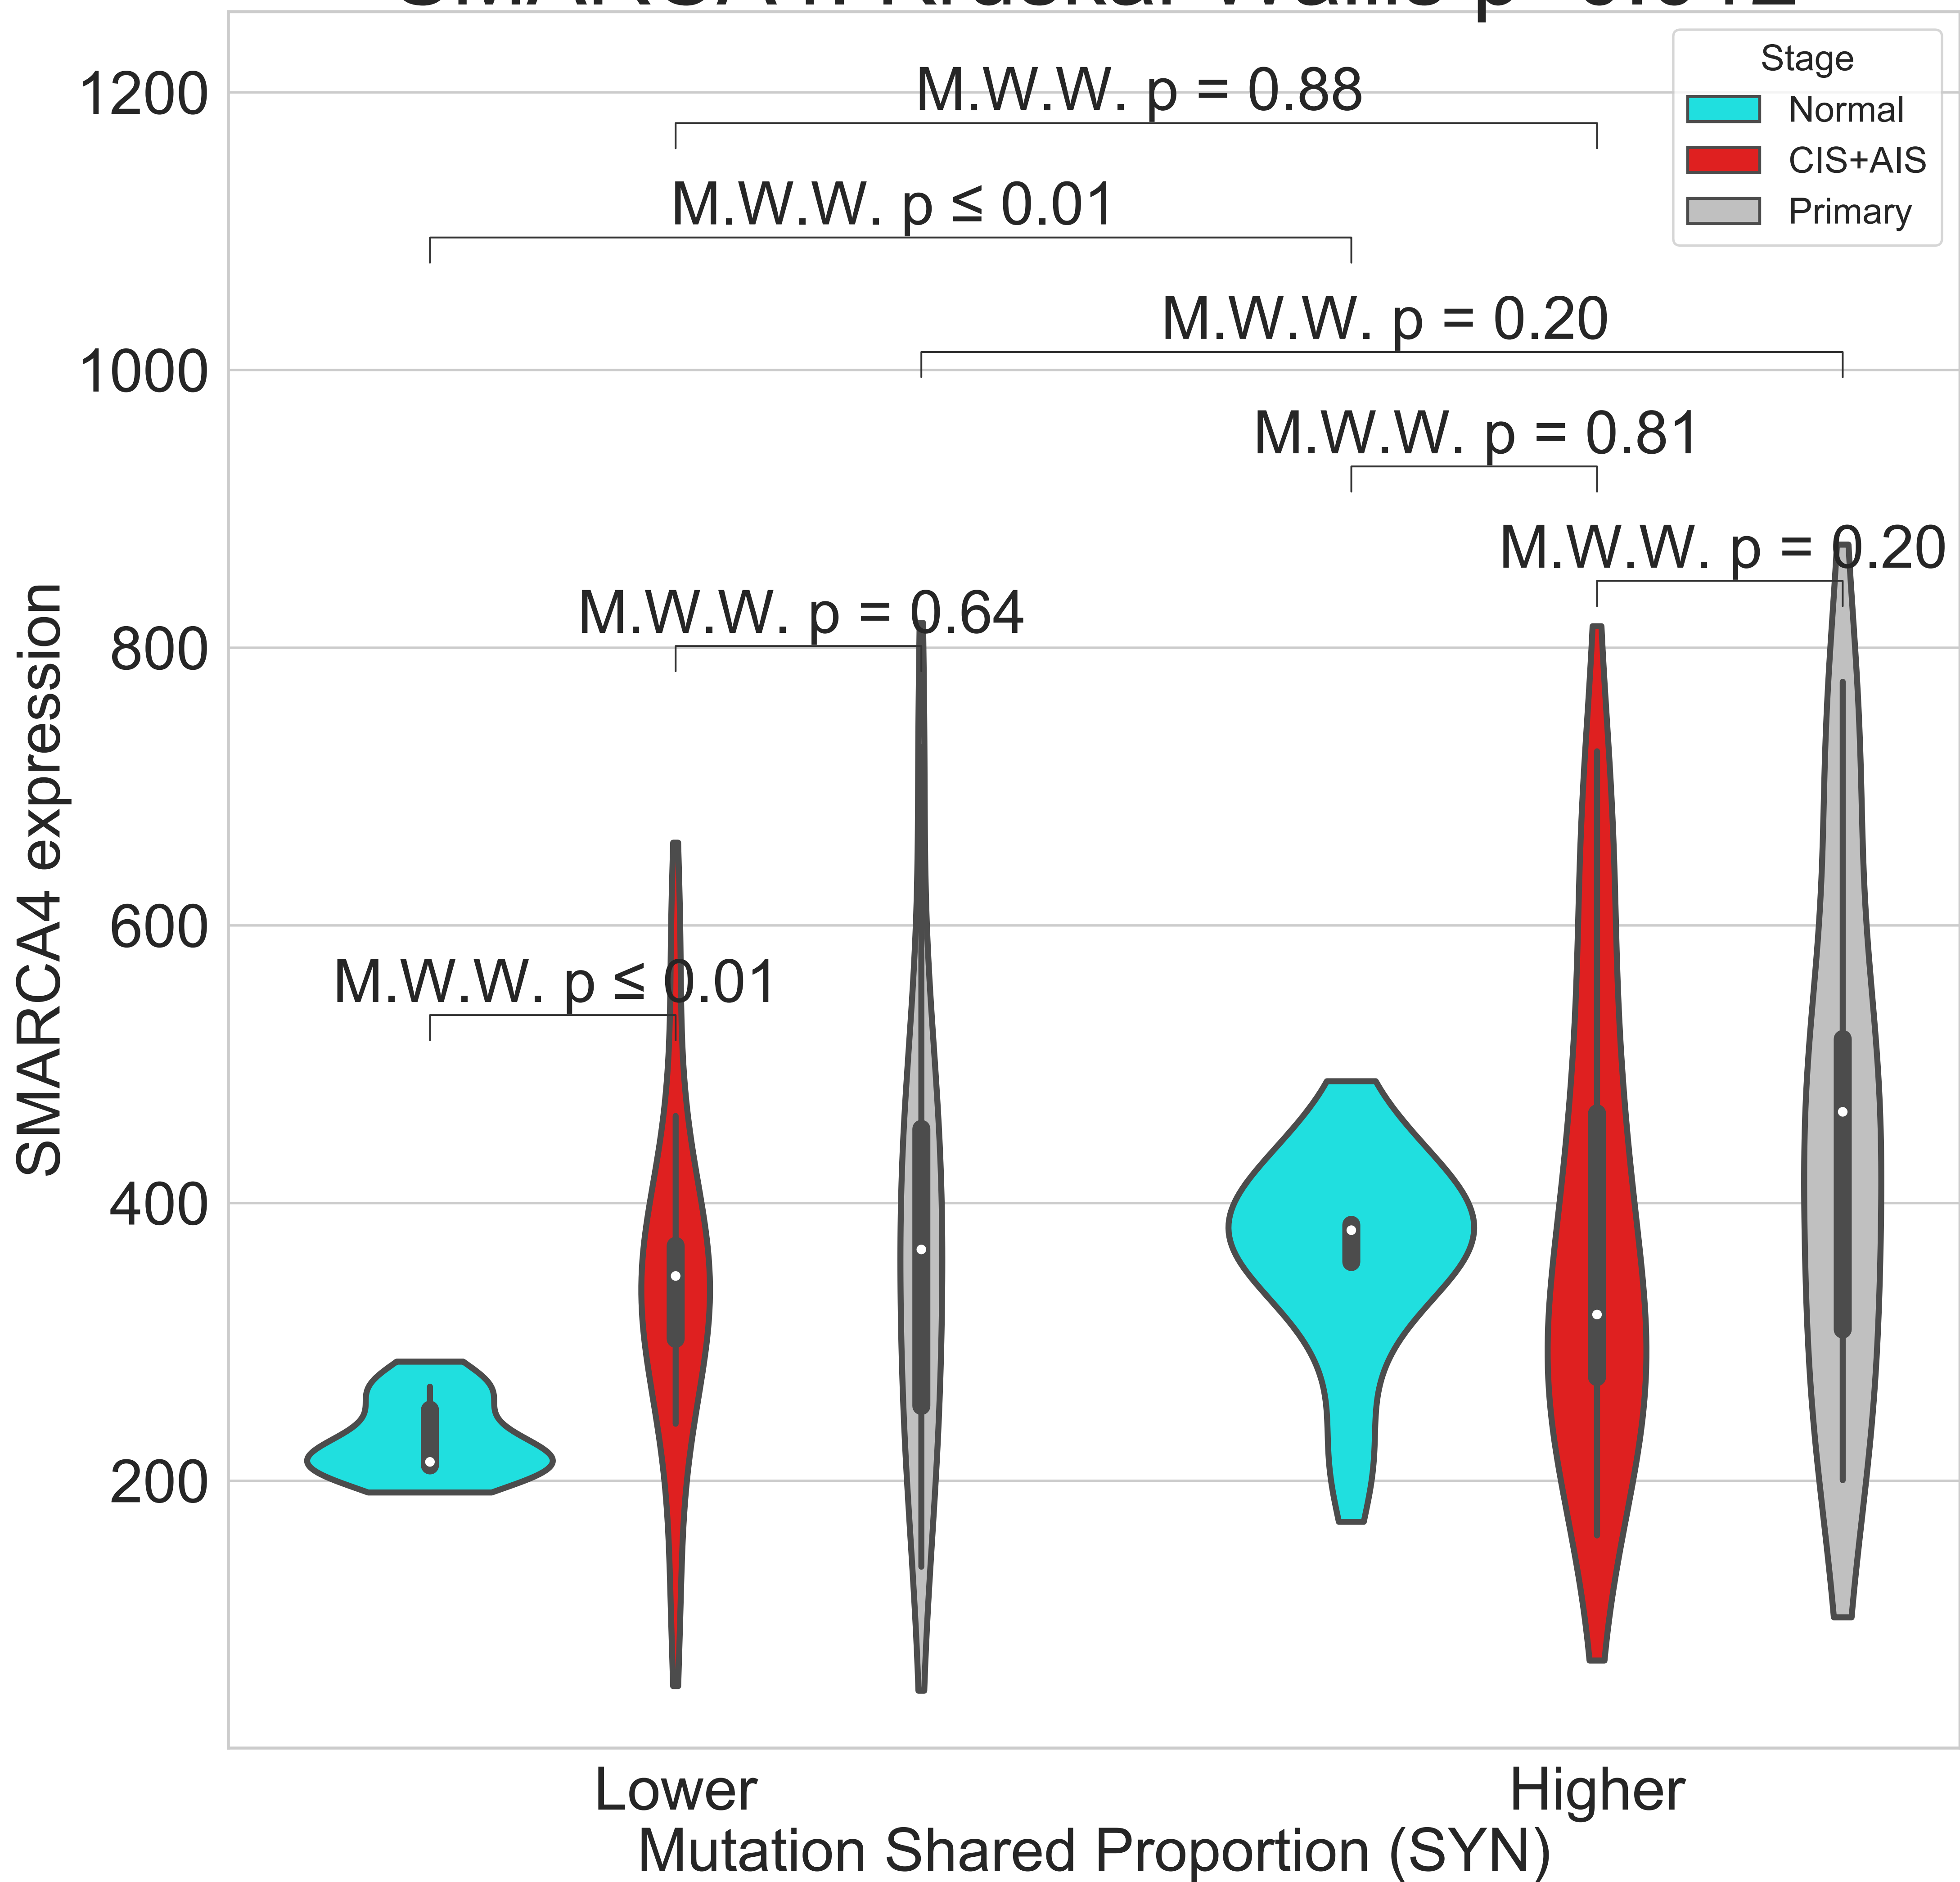 1200
1000
800
600
400
200
SMARCA4 expression
M.W.W. p = 0.88
M.W.W. p ≤ 0.01
M.W.W. p = 0.20
M.W.W. p = 0.81
M.W.W. p = 0.20
M.W.W. p = 0.64
M.W.W. p ≤ 0.01
Stage
Normal
CIS+AIS
Primary
Lower
Higher
Mutation Shared Proportion (SYN)